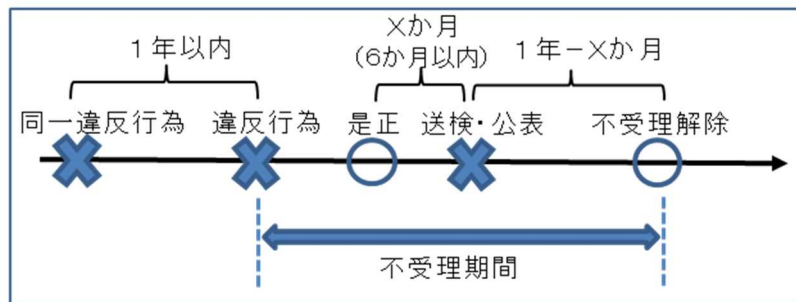 1年以内
Xか月
(6か月以内)
1年-Xか月
同一違反行為
違反行為
是正
送検・公表
不受理解除
不受理期間